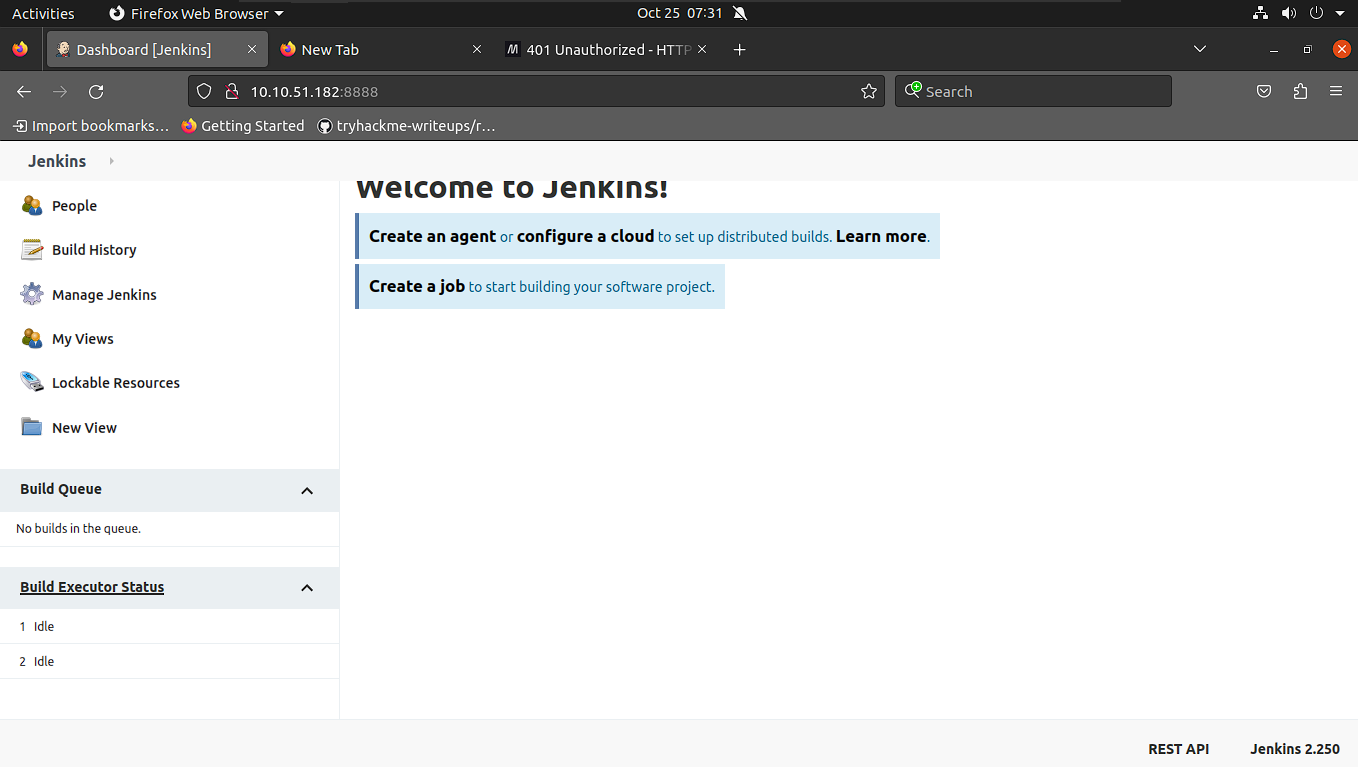 Activities Firefox Web Browser Oct 25 07:31
Dashboard [Jenkins] New Tab 401 Unauthorized - HTTP
10.10.51.182:8888 Search
Import bookmarks… Getting Started tryhackme-writeups/r…
Jenkins
Welcome to Jenkins!
People
Build History
Manage Jenkins
My Views
Lockable Resources
New View
Create an agent or configure a cloud to set up distributed builds. Learn more.
Create a job to start building your software project.
Build Queue
No builds in the queue.
Build Executor Status
1 Idle
2 Idle
REST API Jenkins 2.250